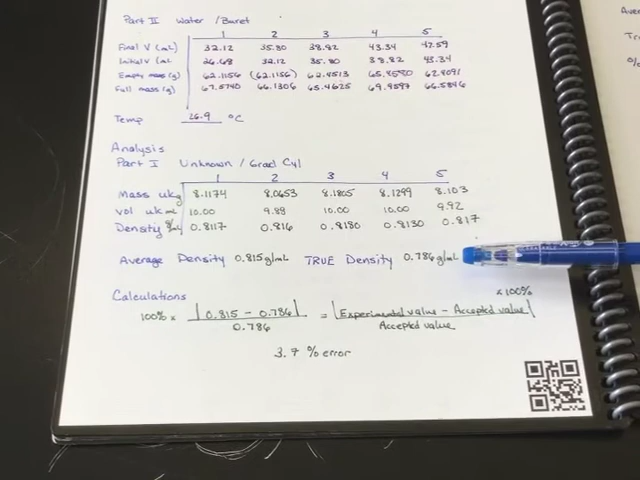 Part II Water / Buret
1 2 3 4 5
Final V (mL) 32.12 35.80 38.82 43.34 47.59
Initial V (mL 26.68 32.12 35.80 38.82 43.34
Empty mass (g) 62.1156 (62.1156) 62.4513 65.4580 62.8091
Full mass (g) 67.5740 66.1306 65.4625 69.9597 66.5846
Temp 26.9 °C
Analysis
Part I Unknown / Grad Cyl
1 2 3 4 5
Mass uk g 8.1174 8.0653 8.1805 8.1299 8.103
Vol uk mL 10.00 9.89 10.00 10.00 9.92
Density g/mL 0.8117 0.816 0.8180 0.8130 0.817
Average Density 0.815 g/mL TRUE Density 0.786 g/mL
Calculations
100% x |0.815 - 0.786| / 0.786 = |Experimental value - Accepted value| / Accepted value x 100%
3.7 % error
Aver
Tr
%